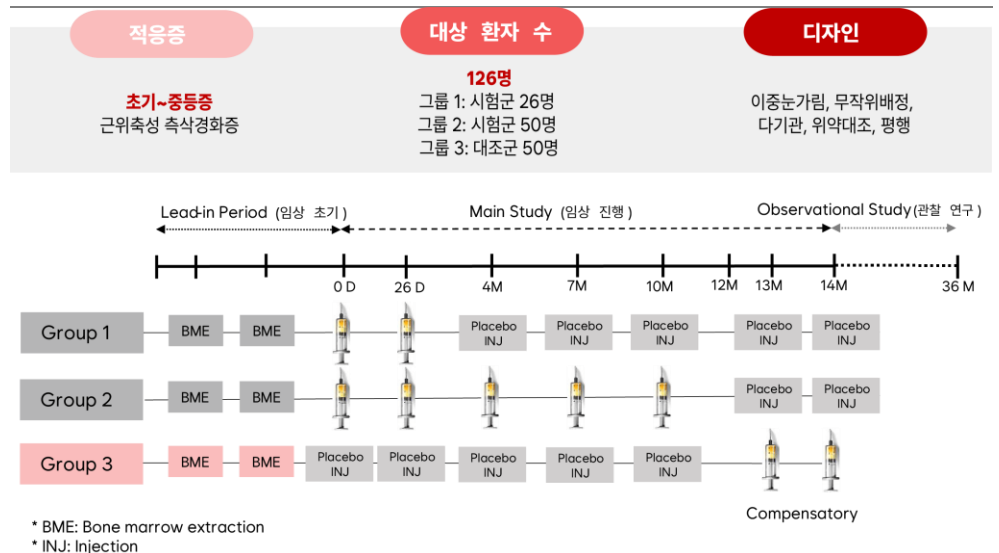 적응증
대상 환자 수
디자인
초기~중등증
근위축성 측삭경화증
126명
그룹 1: 시험군 26명
그룹 2: 시험군 50명
그룹 3: 대조군 50명
이중눈가림, 무작위배정,
다기관, 위약대조, 평행
Lead-in Period (임상 초기)
Main Study (임상 진행)
Observational Study(관찰 연구)
0 D
26 D
4M
7M
10M
12M
13M
14M
36 M
Group 1
BME
BME
Placebo
INJ
Placebo
INJ
Placebo
INJ
Placebo
INJ
Placebo
INJ
Group 2
BME
BME
Placebo
INJ
Placebo
INJ
Group 3
BME
BME
Placebo
INJ
Placebo
INJ
Placebo
INJ
Placebo
INJ
Placebo
INJ
Compensatory
* BME: Bone marrow extraction
* INJ: Injection